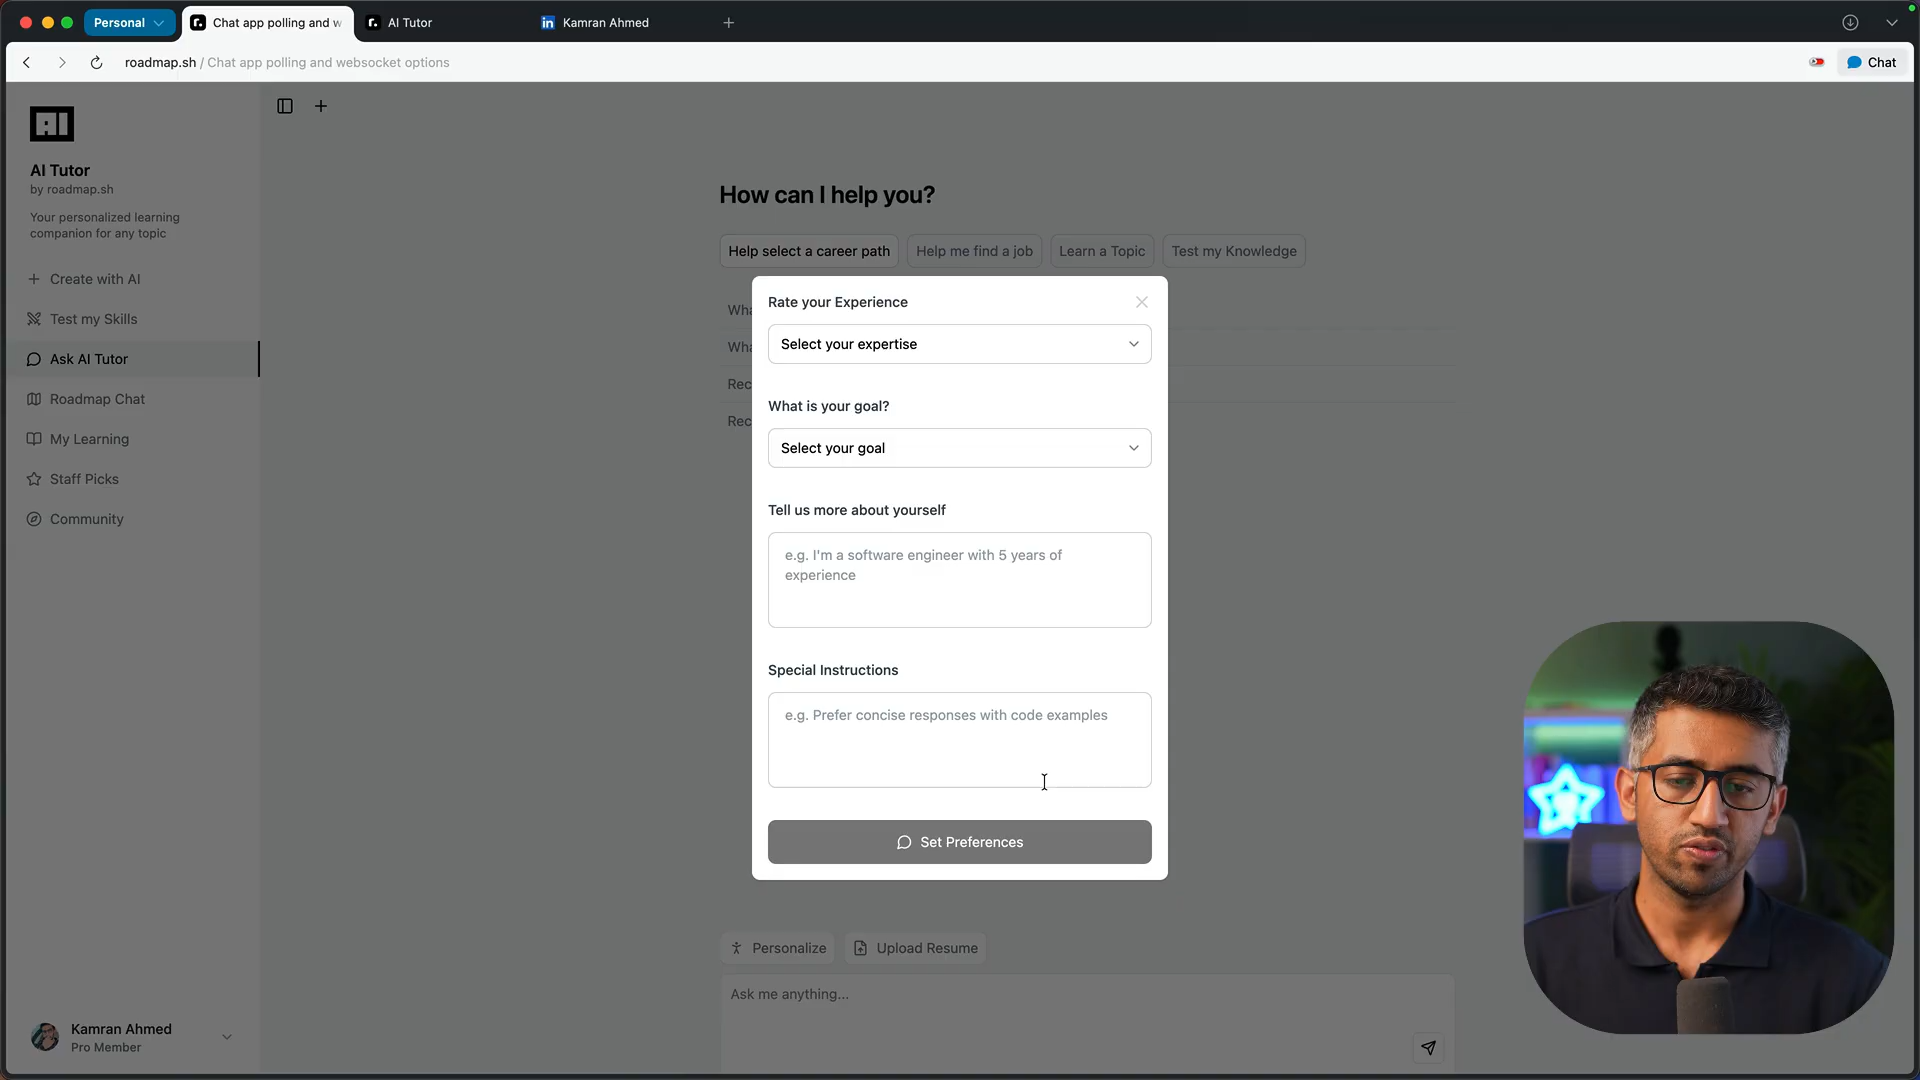 Personal
Chat app polling and w
AI Tutor
Kamran Ahmed
roadmap.sh / Chat app polling and websocket options
Chat
AI
AI Tutor
by roadmap.sh
Your personalized learning
companion for any topic
Create with AI
Test my Skills
Ask AI Tutor
Roadmap Chat
My Learning
Staff Picks
Community
Kamran Ahmed
Pro Member
How can I help you?
Help select a career path
Help me find a job
Learn a Topic
Test my Knowledge
Wha
Wha
Rec
Rec
Rate your Experience
Select your expertise
What is your goal?
Select your goal
Tell us more about yourself
e.g. I'm a software engineer with 5 years of
experience
Special Instructions
e.g. Prefer concise responses with code examples
Set Preferences
Personalize
Upload Resume
Ask me anything...